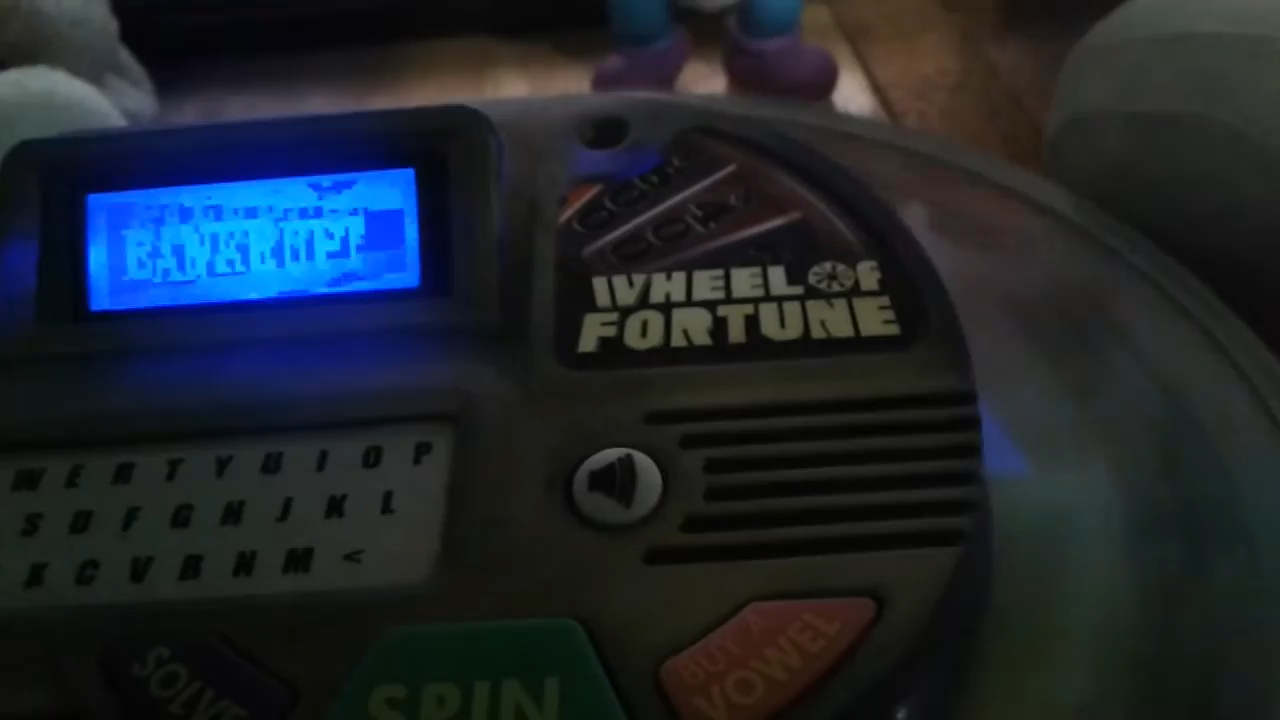 BANKRUPT
WHEEL OF
FORTUNE
W E R T Y U I O P
S D F G H J K L
X C V B N M <
SOLVE
SPIN
BUY A
VOWEL